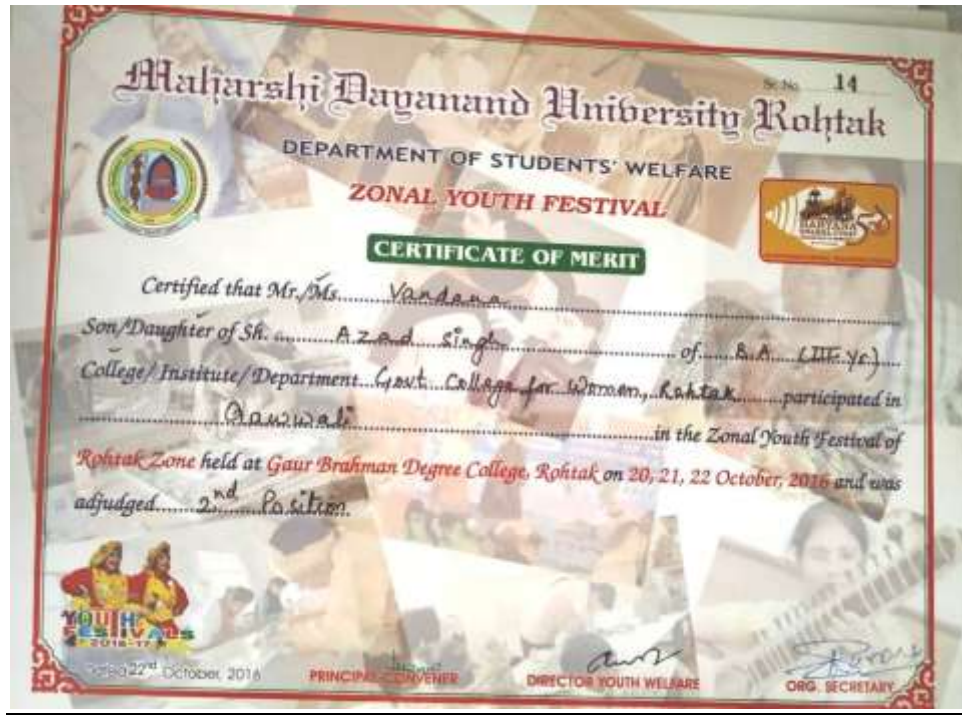 Sr. No. 14
Maharshi Dayanand University Rohtak
DEPARTMENT OF STUDENTS' WELFARE
ZONAL YOUTH FESTIVAL
HARYANA
CERTIFICATE OF MERIT
Certified that Mr./Ms. Vandana
Son/Daughter of Sh. Azad Singh of B.A (III yr.)
College/Institute/Department Govt. College for Women, Rohtak participated in
Qawwali in the Zonal Youth Festival of
Rohtak Zone held at Gaur Brahman Degree College, Rohtak on 20, 21, 22 October, 2016 and was
adjudged 2nd Position
YOUTH
FESTIVALS
2016-17
Dated 22nd October, 2016
PRINCIPAL-CONVENER
DIRECTOR YOUTH WELFARE
ORG. SECRETARY